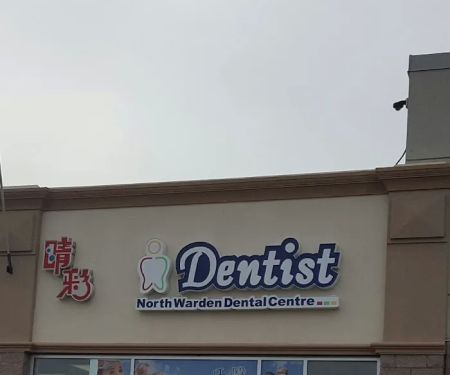 晴彩
Dentist
North Warden Dental Centre